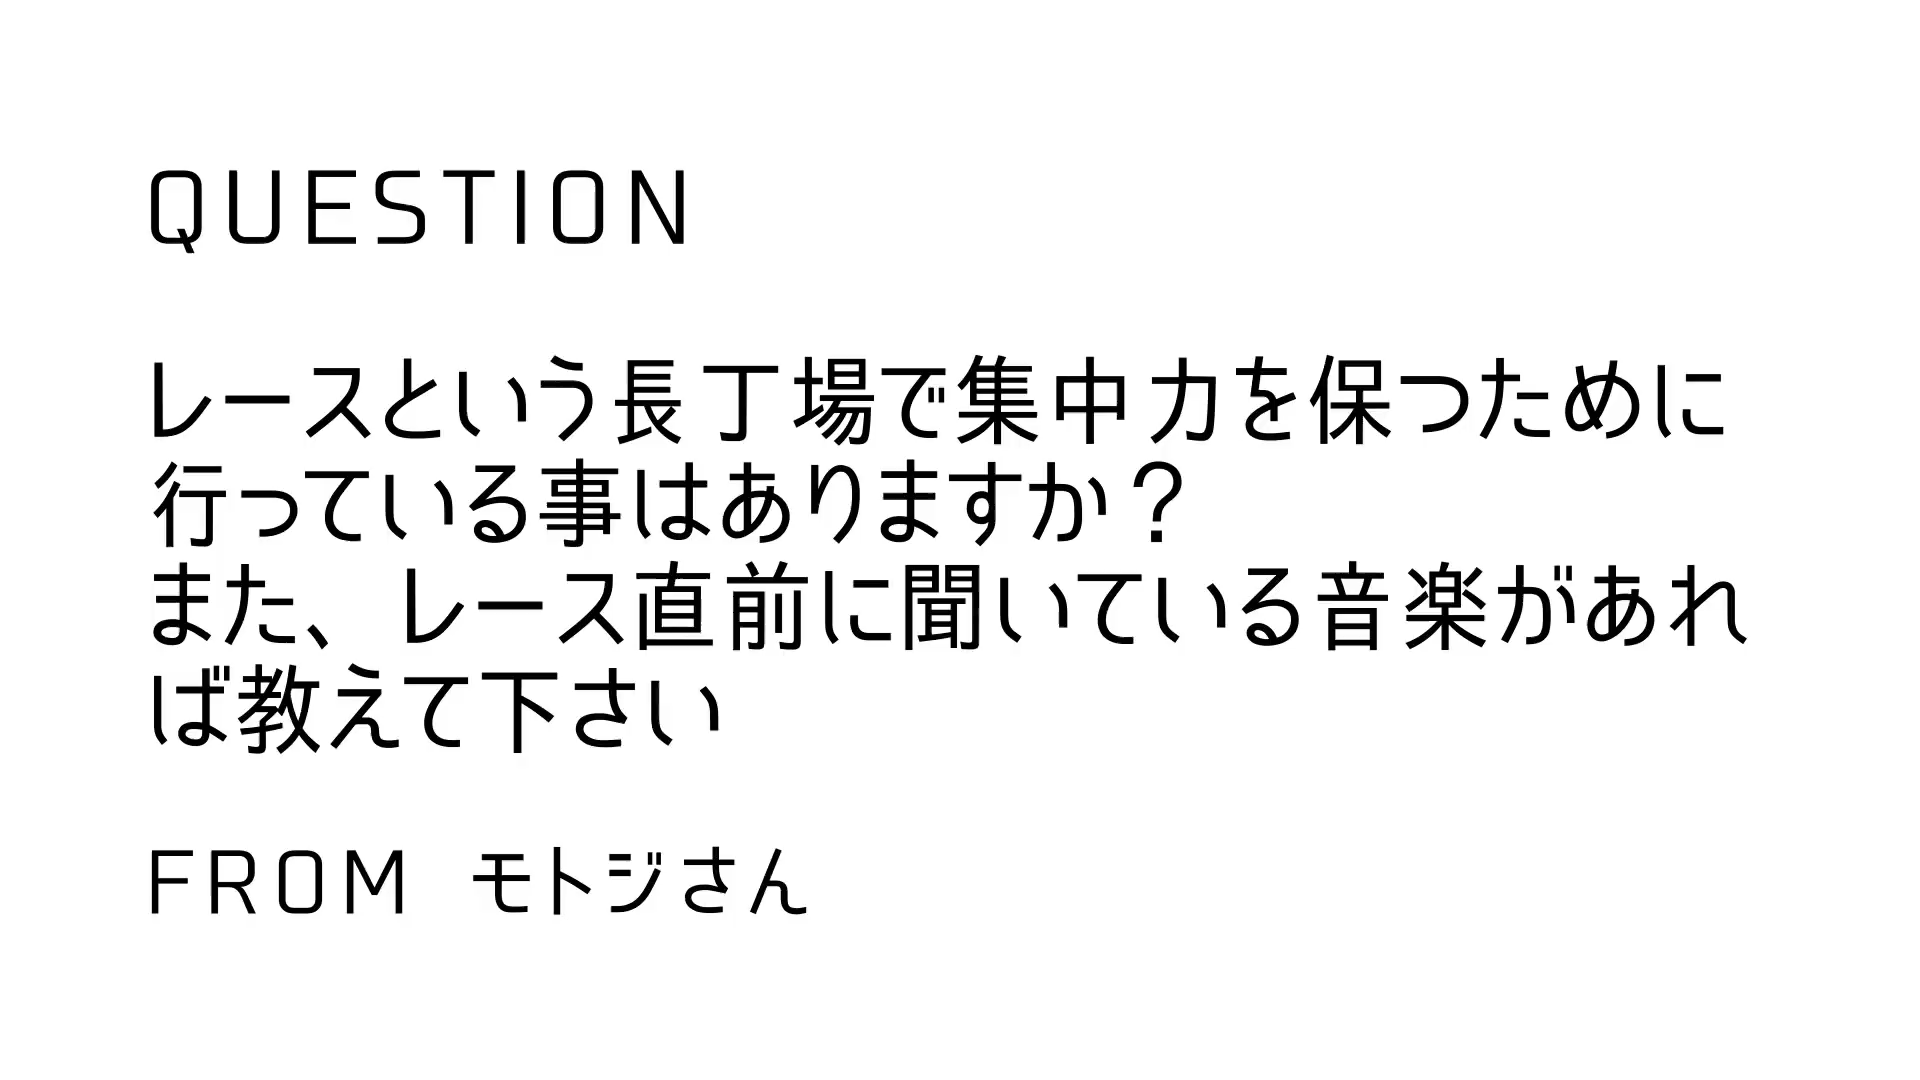 QUESTION
レースという長丁場で集中力を保つために
行っている事はありますか？
また、レース直前に聞いている音楽があれ
ば教えて下さい
FROM モトジさん